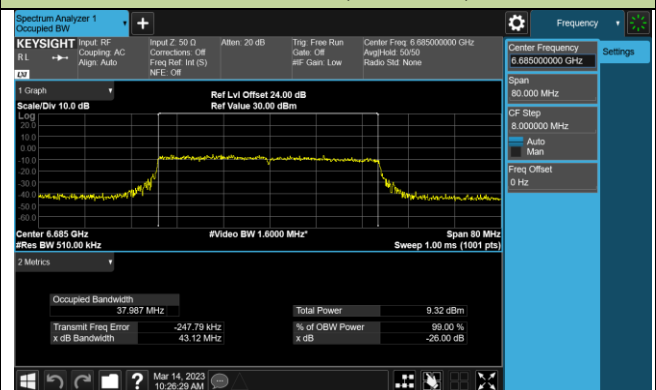 Spectrum Analyzer 1
Occupied BW
Frequency
KEYSIGHT
Input: RF
Coupling: AC
Align: Auto
Input Z: 50 Ω
Corrections: Off
Freq Ref: Int (S)
NFE: Off
Atten: 20 dB
Trig: Free Run
Gate: Off
#IF Gain: Low
Center Freq: 6.685000000 GHz
Avg|Hold: 50/50
Radio Std: None
RL
Center Frequency
6.685000000 GHz
Settings
Span
80.000 MHz
CF Step
8.000000 MHz
Auto
Man
Freq Offset
0 Hz
1 Graph
Scale/Div 10.0 dB
Ref Lvl Offset 24.00 dB
Ref Value 30.00 dBm
Log
20.0
10.0
0.00
-10.0
-20.0
-30.0
-40.0
-50.0
-60.0
Center 6.685 GHz
#Video BW 1.6000 MHz*
Span 80 MHz
#Res BW 510.00 kHz
Sweep 1.00 ms (1001 pts)
2 Metrics
Occupied Bandwidth
37.987 MHz
Total Power 9.32 dBm
Transmit Freq Error -247.79 kHz
% of OBW Power 99.00 %
x dB Bandwidth 43.12 MHz
x dB -26.00 dB
Mar 14, 2023
10:26:29 AM